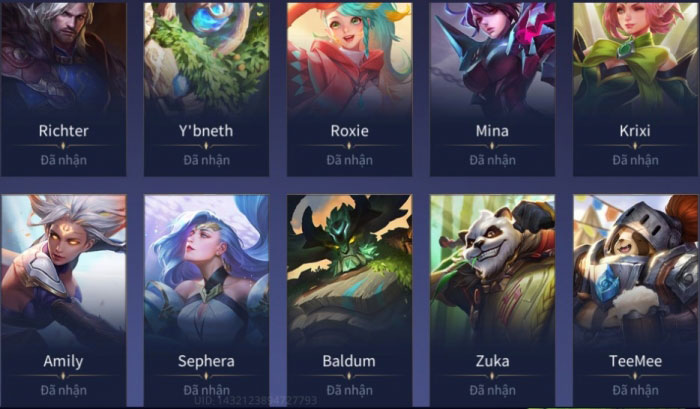 Richter Y'bneth Roxie Mina Krixi
Đã nhận Đã nhận Đã nhận Đã nhận Đã nhận
Amily Sephera Baldum Zuka TeeMee
Đã nhận Đã nhận Đã nhận Đã nhận Đã nhận
UID: 1432123894727793